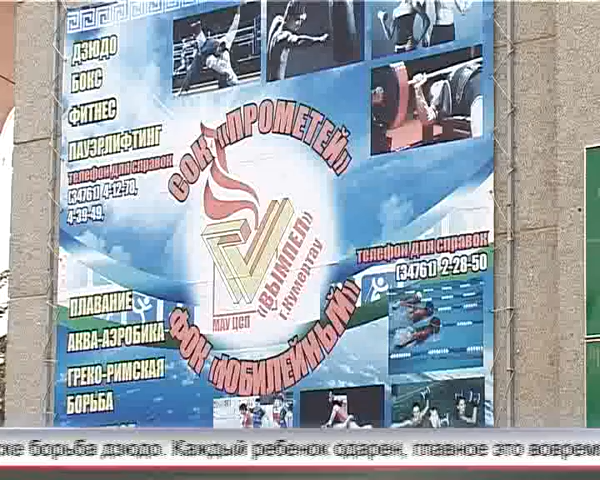 ДЗЮДО
БОКС
ФИТНЕС
ПАУЭРЛИФТИНГ
телефон для справок
(34761) 4-12-70,
4-39-49,
СОК «ПРОМЕТЕЙ»
МАУ ЦСП
«ВЫМПЕЛ»
г.Кумертау
телефон для справок
(34761) 2-28-50
ФОК «ЮБИЛЕЙНЫЙ»
ПЛАВАНИЕ
АКВА-АЭРОБИКА
ГРЕКО-РИМСКАЯ
БОРЬБА
же борьба дзюдо. Каждый ребенок одарен, главное это воврем